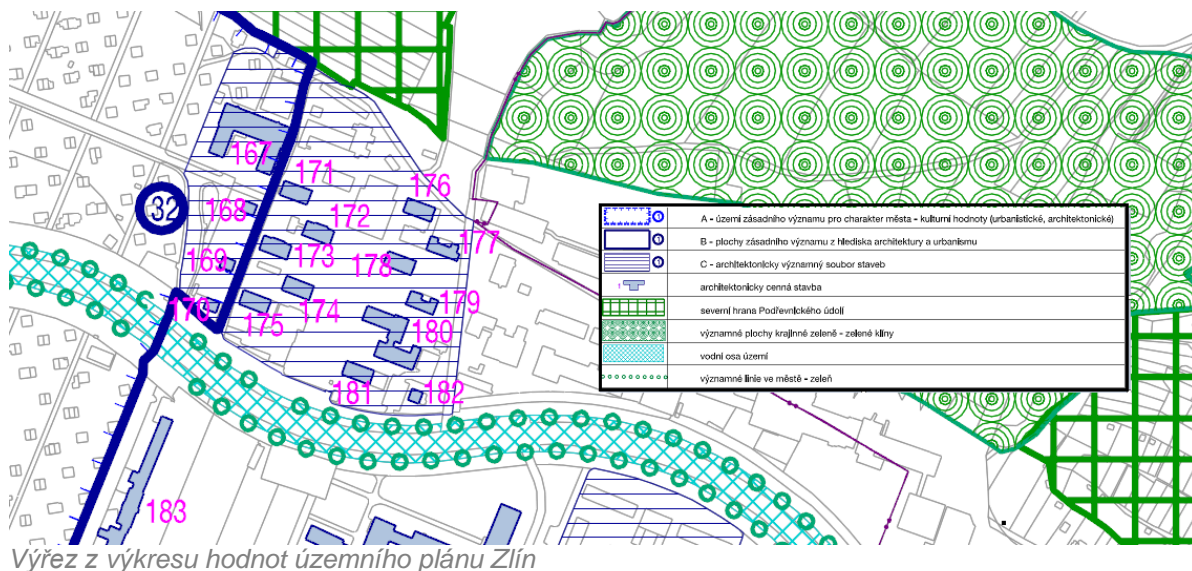 167
171
32
168
172
176
173
177
169
178
170
174
179
175
180
181
182
183
A - území zásadního významu pro charakter města - kulturní hodnoty (urbanistické, architektonické)
B - plochy zásadního významu z hlediska architektury a urbanismu
C - architektonicky významný soubor staveb
1 architektonicky cenná stavba
severní hrana Podřevnického údolí
významné plochy krajinné zeleně - zelené klíny
vodní osa území
významné linie ve městě - zeleň
Výřez z výkresu hodnot územního plánu Zlín